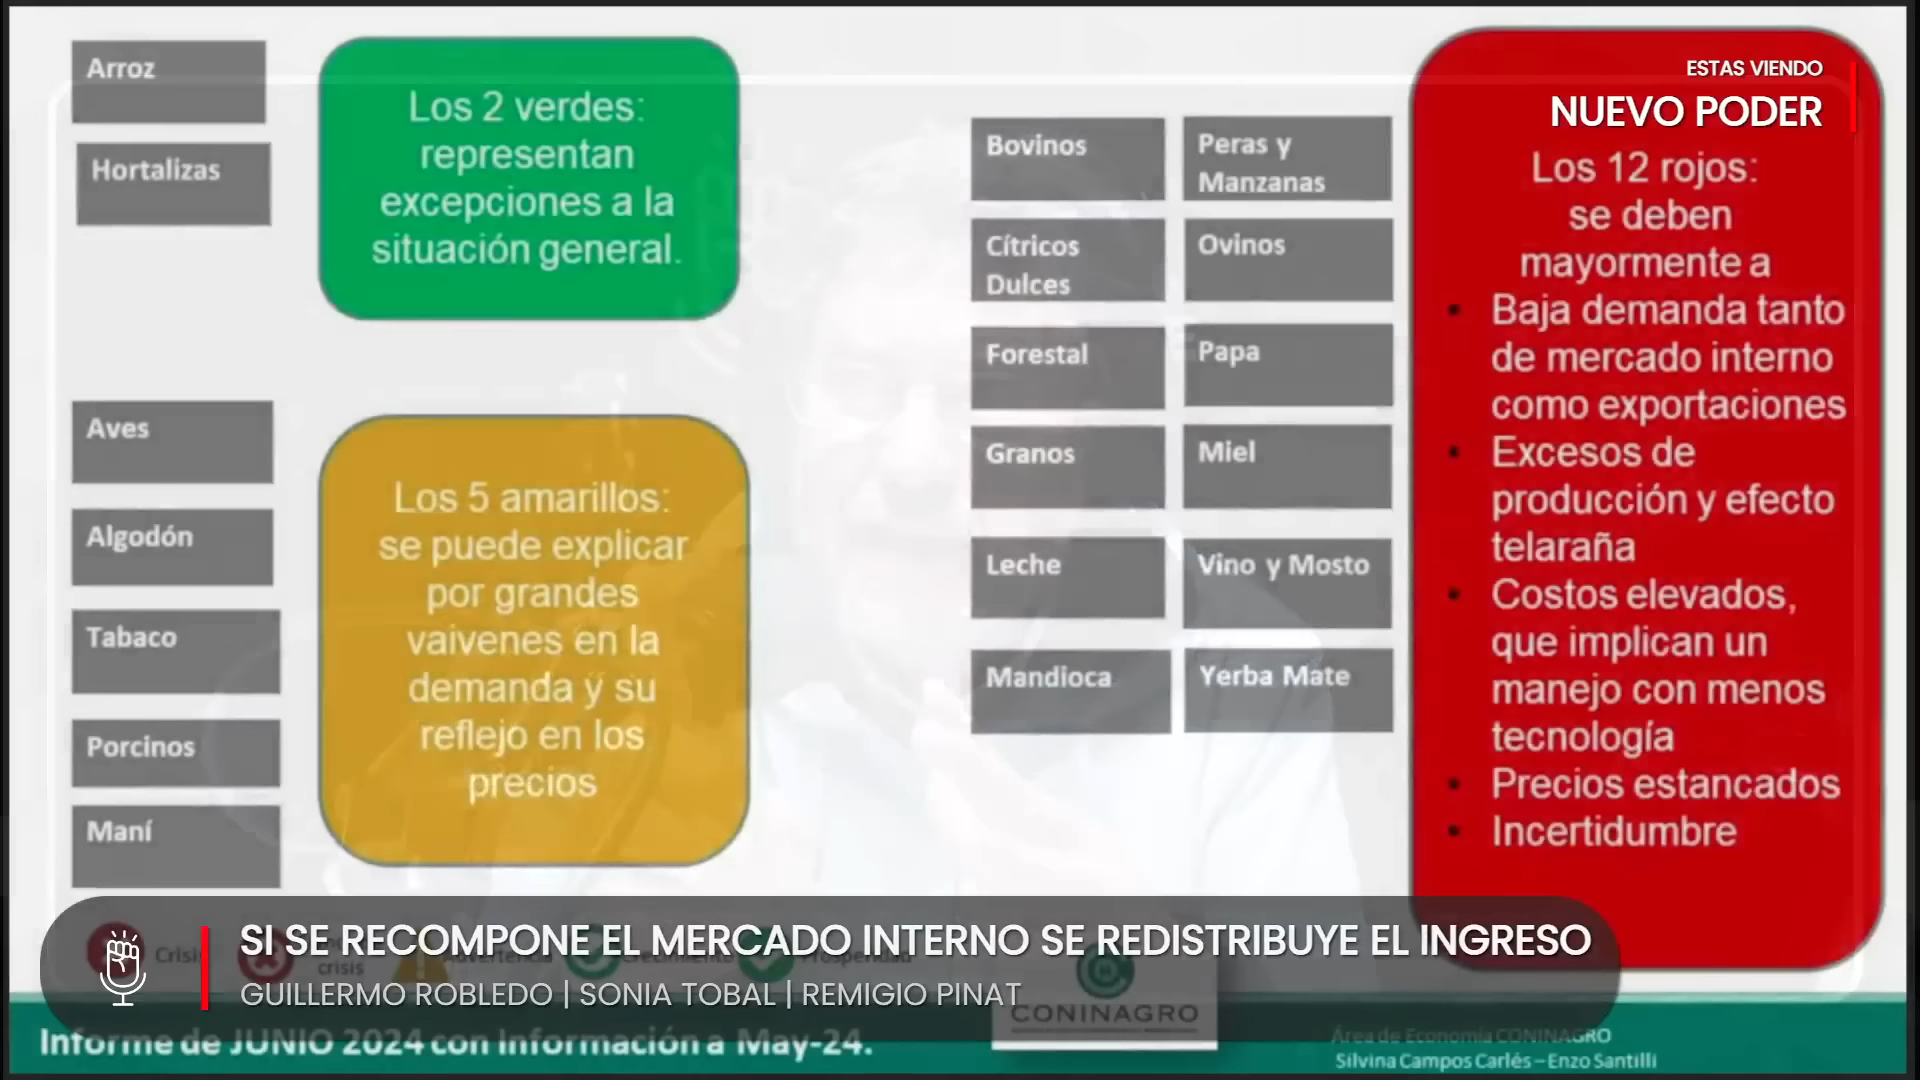 Arroz
Hortalizas
Los 2 verdes:
representan
excepciones a la
situación general.
Aves
Algodón
Tabaco
Porcinos
Maní
Los 5 amarillos:
se puede explicar
por grandes
vaivenes en la
demanda y su
reflejo en los
precios
Bovinos
Peras y
Manzanas
Cítricos
Dulces
Ovinos
Forestal
Papa
Granos
Miel
Leche
Vino y Mosto
Mandioca
Yerba Mate
ESTAS VIENDO
NUEVO PODER
Los 12 rojos:
se deben
mayormente a
• Baja demanda tanto
de mercado interno
como exportaciones
• Excesos de
producción y efecto
telaraña
• Costos elevados,
que implican un
manejo con menos
tecnología
• Precios estancados
• Incertidumbre
SI SE RECOMPONE EL MERCADO INTERNO SE REDISTRIBUYE EL INGRESO
GUILLERMO ROBLEDO | SONIA TOBAL | REMIGIO PINAT
crisis
CONINAGRO
Informe de JUNIO 2024 con Información a May-24.
Área de Economía CONINAGRO
Silvina Campos Carlés – Enzo Santilli